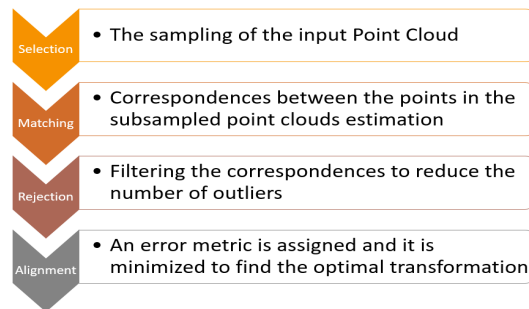 Selection
• The sampling of the input Point Cloud
Matching
• Correspondences between the points in the
subsampled point clouds estimation
Rejection
• Filtering the correspondences to reduce the
number of outliers
Alignment
• An error metric is assigned and it is
minimized to find the optimal transformation